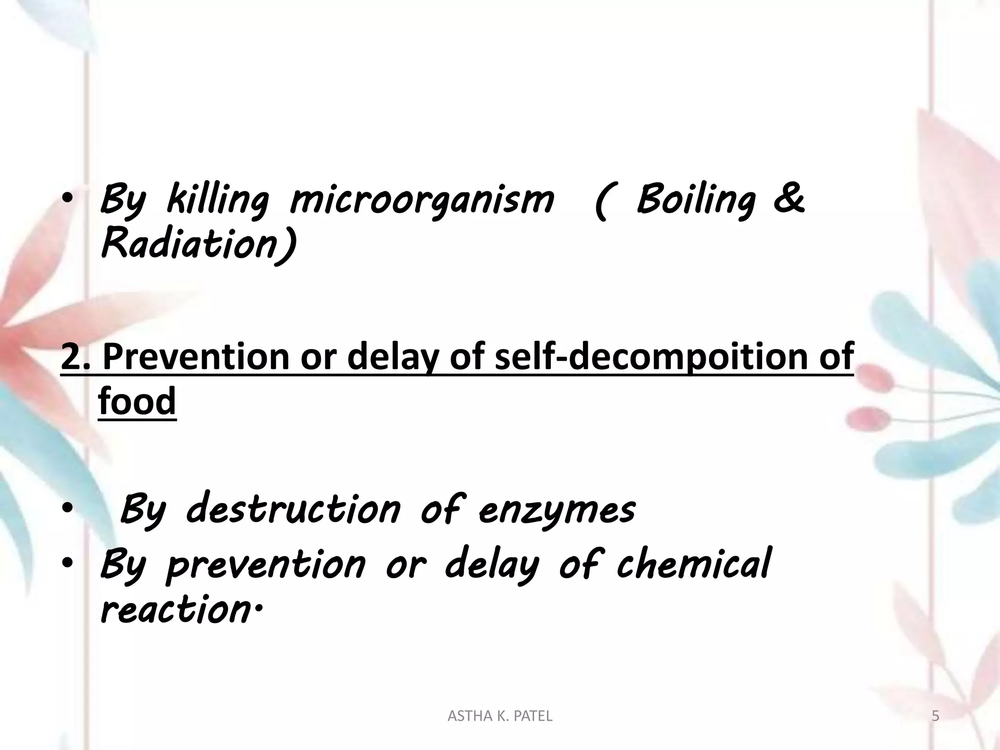 • By killing microorganism ( Boiling &
Radiation)
2. Prevention or delay of self-decompoition of
food
• By destruction of enzymes
• By prevention or delay of chemical
reaction.
ASTHA K. PATEL 5